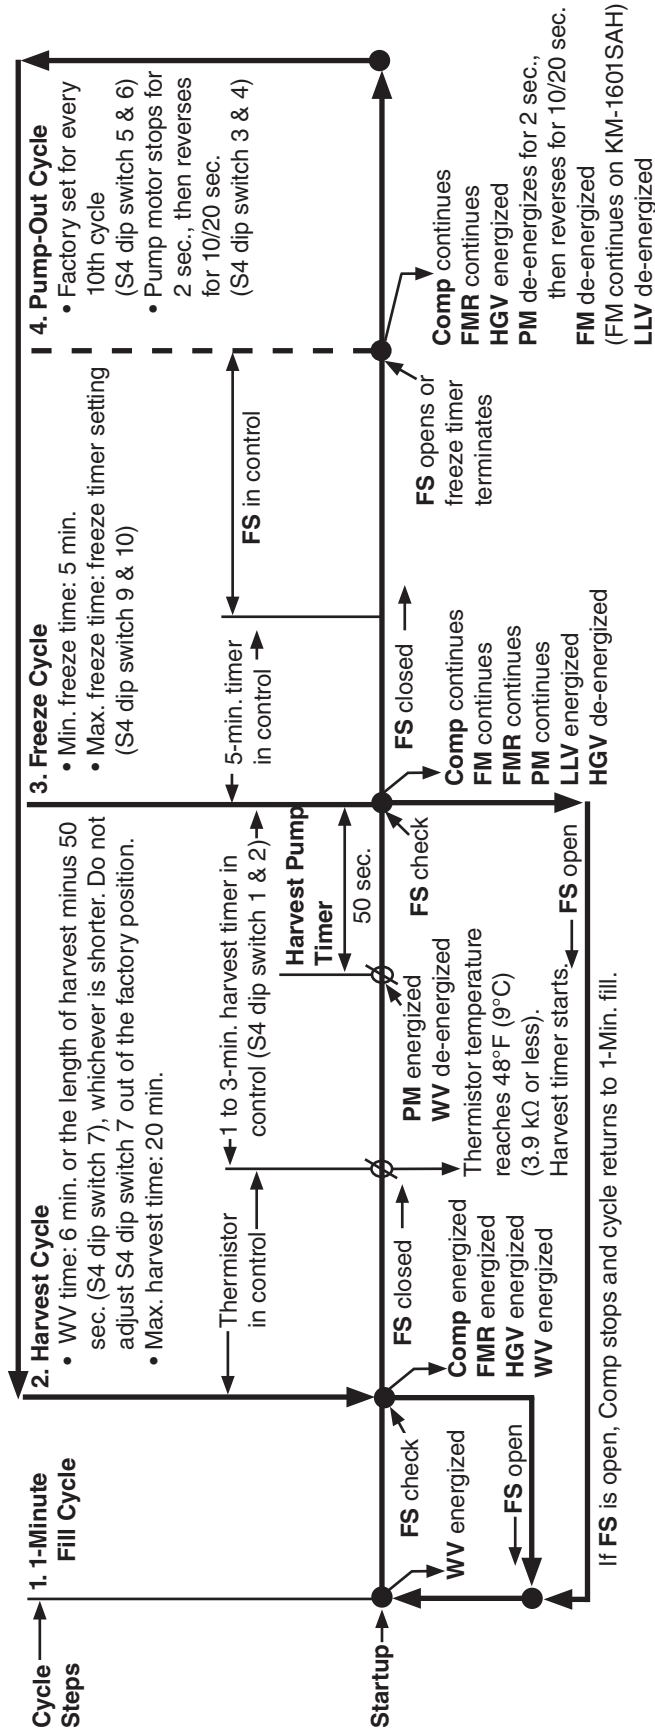 Cycle
Steps
1. 1-Minute
Fill Cycle
2. Harvest Cycle
• WV time: 6 min. or the length of harvest minus 50
sec. (S4 dip switch 7), whichever is shorter. Do not
adjust S4 dip switch 7 out of the factory position.
• Max. harvest time: 20 min.
3. Freeze Cycle
• Min. freeze time: 5 min.
• Max. freeze time: freeze timer setting
(S4 dip switch 9 & 10)
4. Pump-Out Cycle
• Factory set for every
10th cycle
(S4 dip switch 5 & 6)
• Pump motor stops for
2 sec., then reverses
for 10/20 sec.
(S4 dip switch 3 & 4)
Thermistor
in control
1 to 3-min. harvest timer in
control (S4 dip switch 1 & 2)
Harvest Pump
Timer
50 sec.
5-min. timer
in control
FS in control
Startup
WV energized
FS check
FS open
FS closed
Comp energized
FMR energized
HGV energized
WV energized
Thermistor temperature
reaches 48°F (9°C)
(3.9 kΩ or less).
Harvest timer starts.
PM energized
WV de-energized
FS check
FS open
FS closed
Comp continues
FM continues
FMR continues
PM continues
LLV energized
HGV de-energized
FS opens or
freeze timer
terminates
Comp continues
FMR continues
HGV energized
PM de-energizes for 2 sec.,
then reverses for 10/20 sec.
FM de-energized
(FM continues on KM-1601SAH)
LLV de-energized
If FS is open, Comp stops and cycle returns to 1-Min. fill.